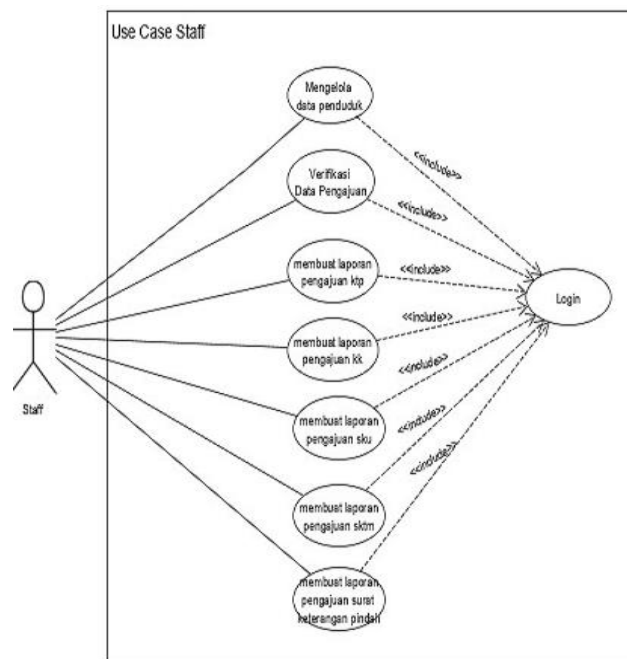 Use Case Staff
Mengelola
data penduduk
<<include>>
Verifikasi
Data Pengajuan
<<include>>
membuat laporan
pengajuan ktp
<<include>>
Login
membuat laporan
pengajuan kk
<<include>>
Staff
membuat laporan
pengajuan sku
<<include>>
<<include>>
membuat laporan
pengajuan sktm
<<include>>
membuat laporan
pengajuan surat
keterangan pindah